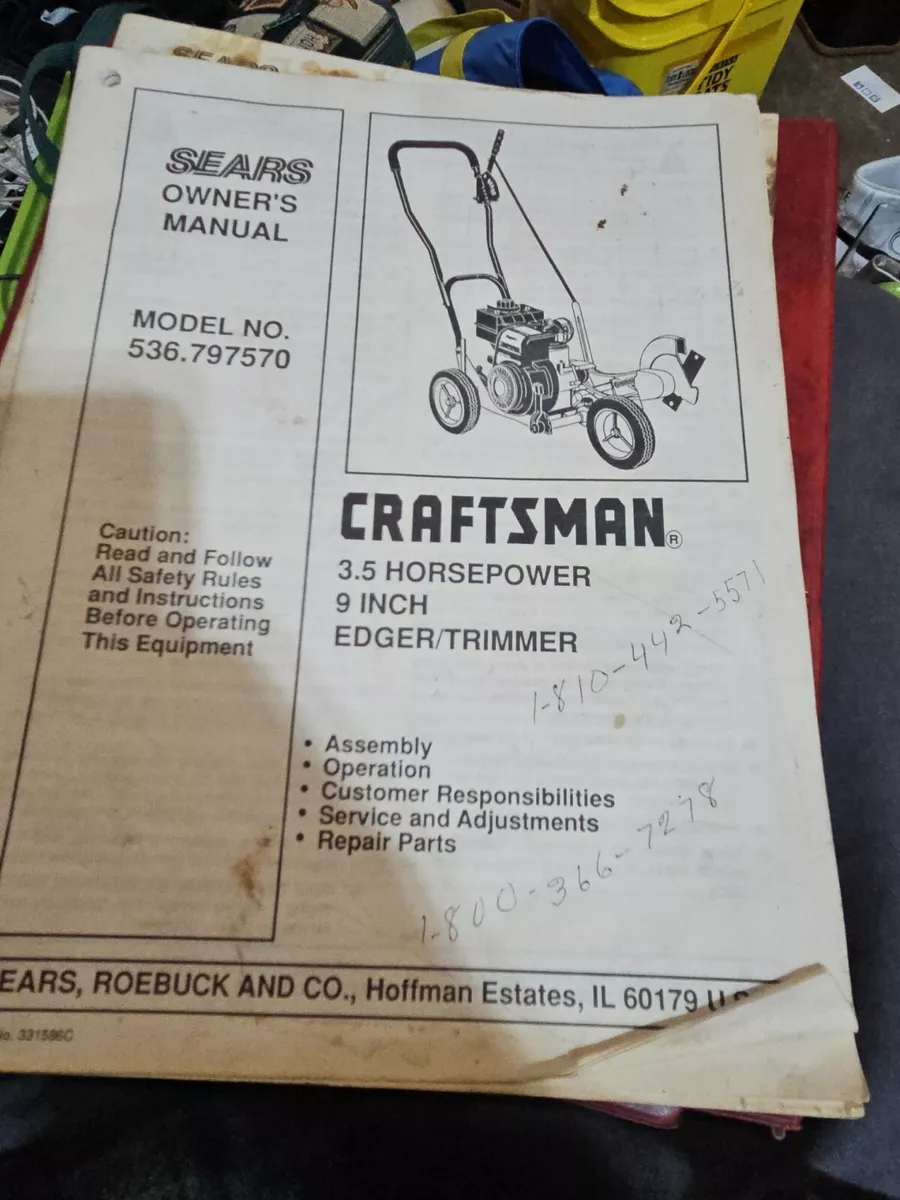 SEARS
OWNER'S
MANUAL
MODEL NO.
536.797570
Caution:
Read and Follow
All Safety Rules
and Instructions
Before Operating
This Equipment
CRAFTSMAN®
3.5 HORSEPOWER
9 INCH
EDGER/TRIMMER
1-810-442-5571
• Assembly
• Operation
• Customer Responsibilities
• Service and Adjustments
• Repair Parts
1-800-366-7278
EARS, ROEBUCK AND CO., Hoffman Estates, IL 60179
331586C
SEARS